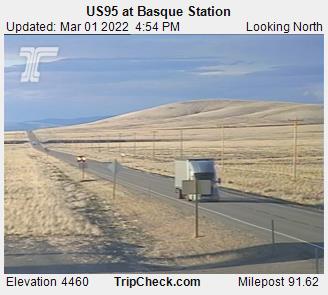 US95 at Basque Station
Updated: Mar 01 2022 4:54 PM Looking North
Elevation 4460 TripCheck.com Milepost 91.62